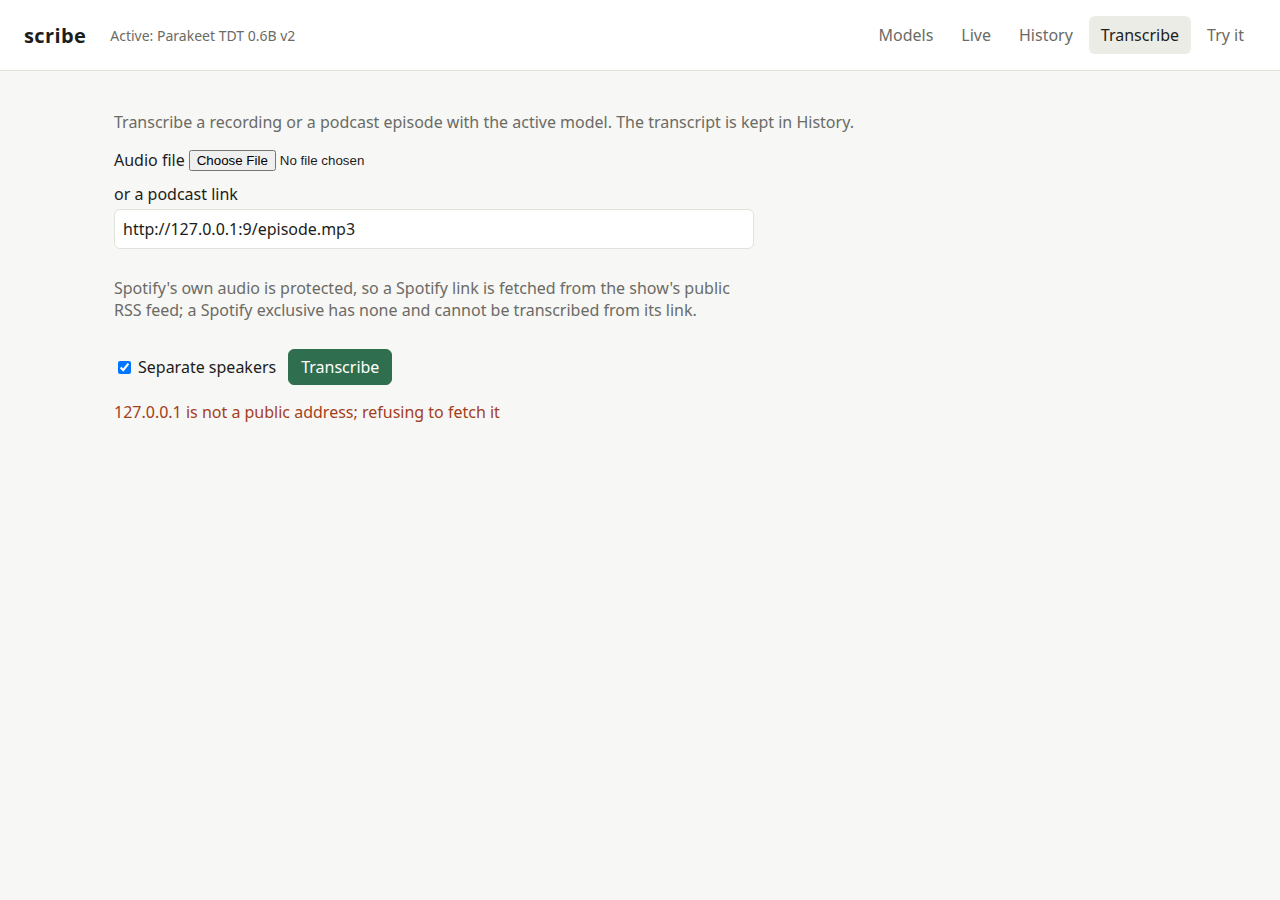 scribe
Active: Parakeet TDT 0.6B v2
Models
Live
History
Transcribe
Try it
Transcribe a recording or a podcast episode with the active model. The transcript is kept in History.
Audio file Choose File No file chosen
or a podcast link
http://127.0.0.1:9/episode.mp3
Spotify's own audio is protected, so a Spotify link is fetched from the show's public
RSS feed; a Spotify exclusive has none and cannot be transcribed from its link.
Separate speakers
Transcribe
127.0.0.1 is not a public address; refusing to fetch it